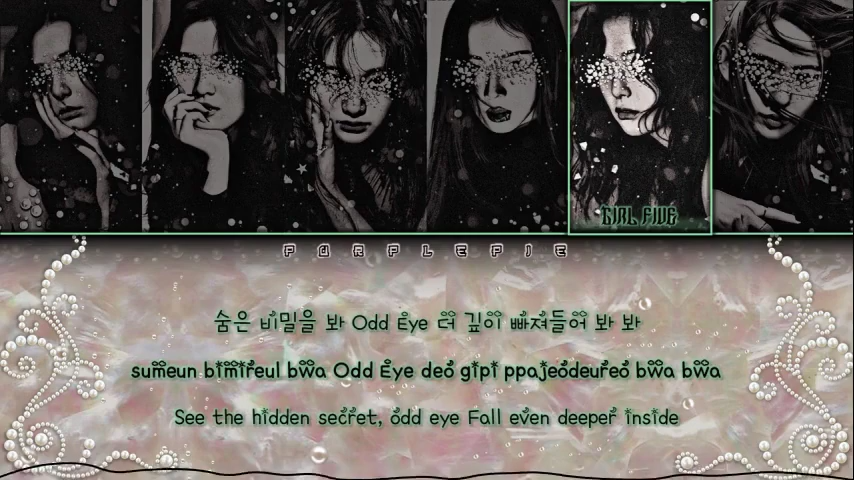 GIRL FIVE
PURPLEPIE
숨은 비밀을 봐 Odd Eye 더 깊이 빠져들어 봐 봐
sumeun bimireul bwa Odd Eye deo gipi ppajeodeureo bwa bwa
See the hidden secret, odd eye Fall even deeper inside